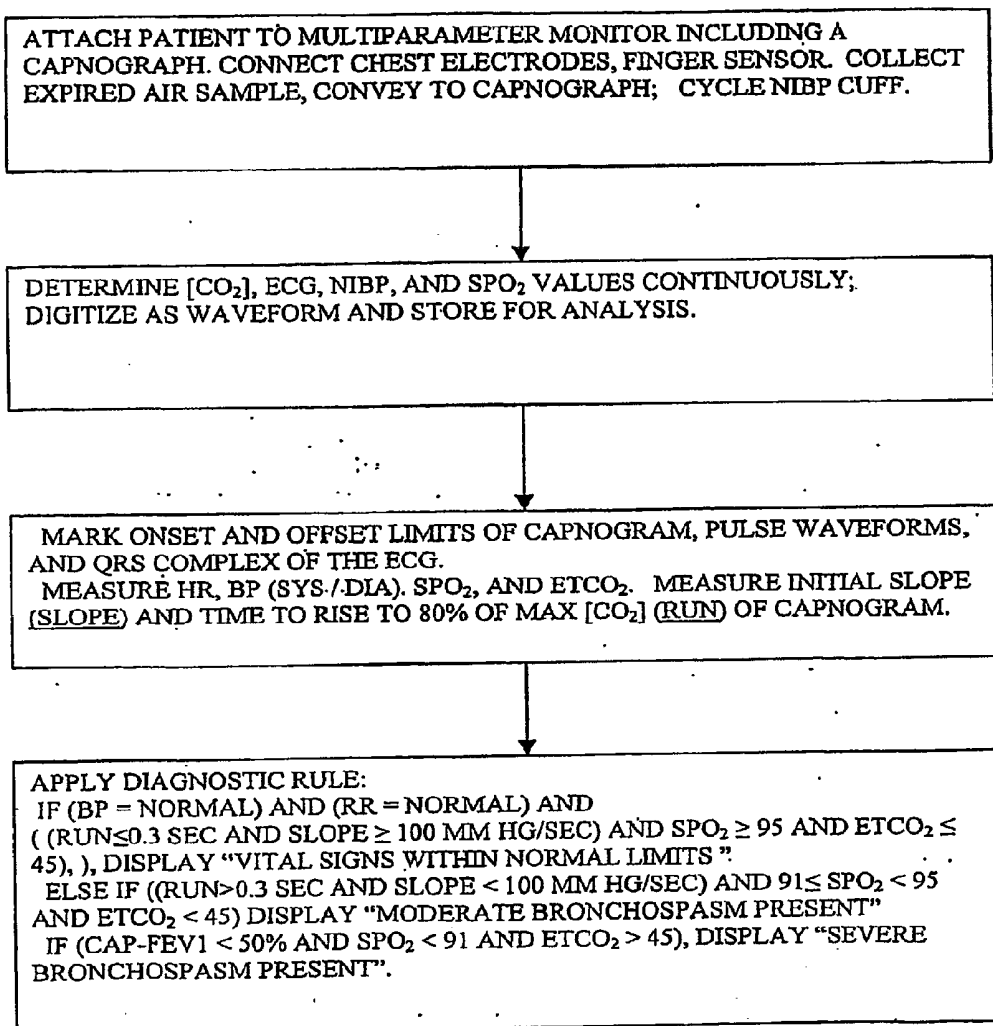 ATTACH PATIENT TO MULTIPARAMETER MONITOR INCLUDING A
CAPNOGRAPH. CONNECT CHEST ELECTRODES, FINGER SENSOR. COLLECT
EXPIRED AIR SAMPLE, CONVEY TO CAPNOGRAPH; CYCLE NIBP CUFF.
DETERMINE [CO₂], ECG, NIBP, AND SPO₂ VALUES CONTINUOUSLY;
DIGITIZE AS WAVEFORM AND STORE FOR ANALYSIS.
MARK ONSET AND OFFSET LIMITS OF CAPNOGRAM, PULSE WAVEFORMS,
AND QRS COMPLEX OF THE ECG.
MEASURE HR, BP (SYS./.DIA). SPO₂, AND ETCO₂. MEASURE INITIAL SLOPE
(SLOPE) AND TIME TO RISE TO 80% OF MAX [CO₂] (RUN) OF CAPNOGRAM.
APPLY DIAGNOSTIC RULE:
IF (BP = NORMAL) AND (RR = NORMAL) AND
( (RUN≤0.3 SEC AND SLOPE ≥ 100 MM HG/SEC) AND SPO₂ ≥ 95 AND ETCO₂ ≤
45), ), DISPLAY "VITAL SIGNS WITHIN NORMAL LIMITS ".
ELSE IF ((RUN>0.3 SEC AND SLOPE < 100 MM HG/SEC) AND 91≤ SPO₂ < 95
AND ETCO₂ < 45) DISPLAY "MODERATE BRONCHOSPASM PRESENT"
IF (CAP-FEV1 < 50% AND SPO₂ < 91 AND ETCO₂ > 45), DISPLAY "SEVERE
BRONCHOSPASM PRESENT".